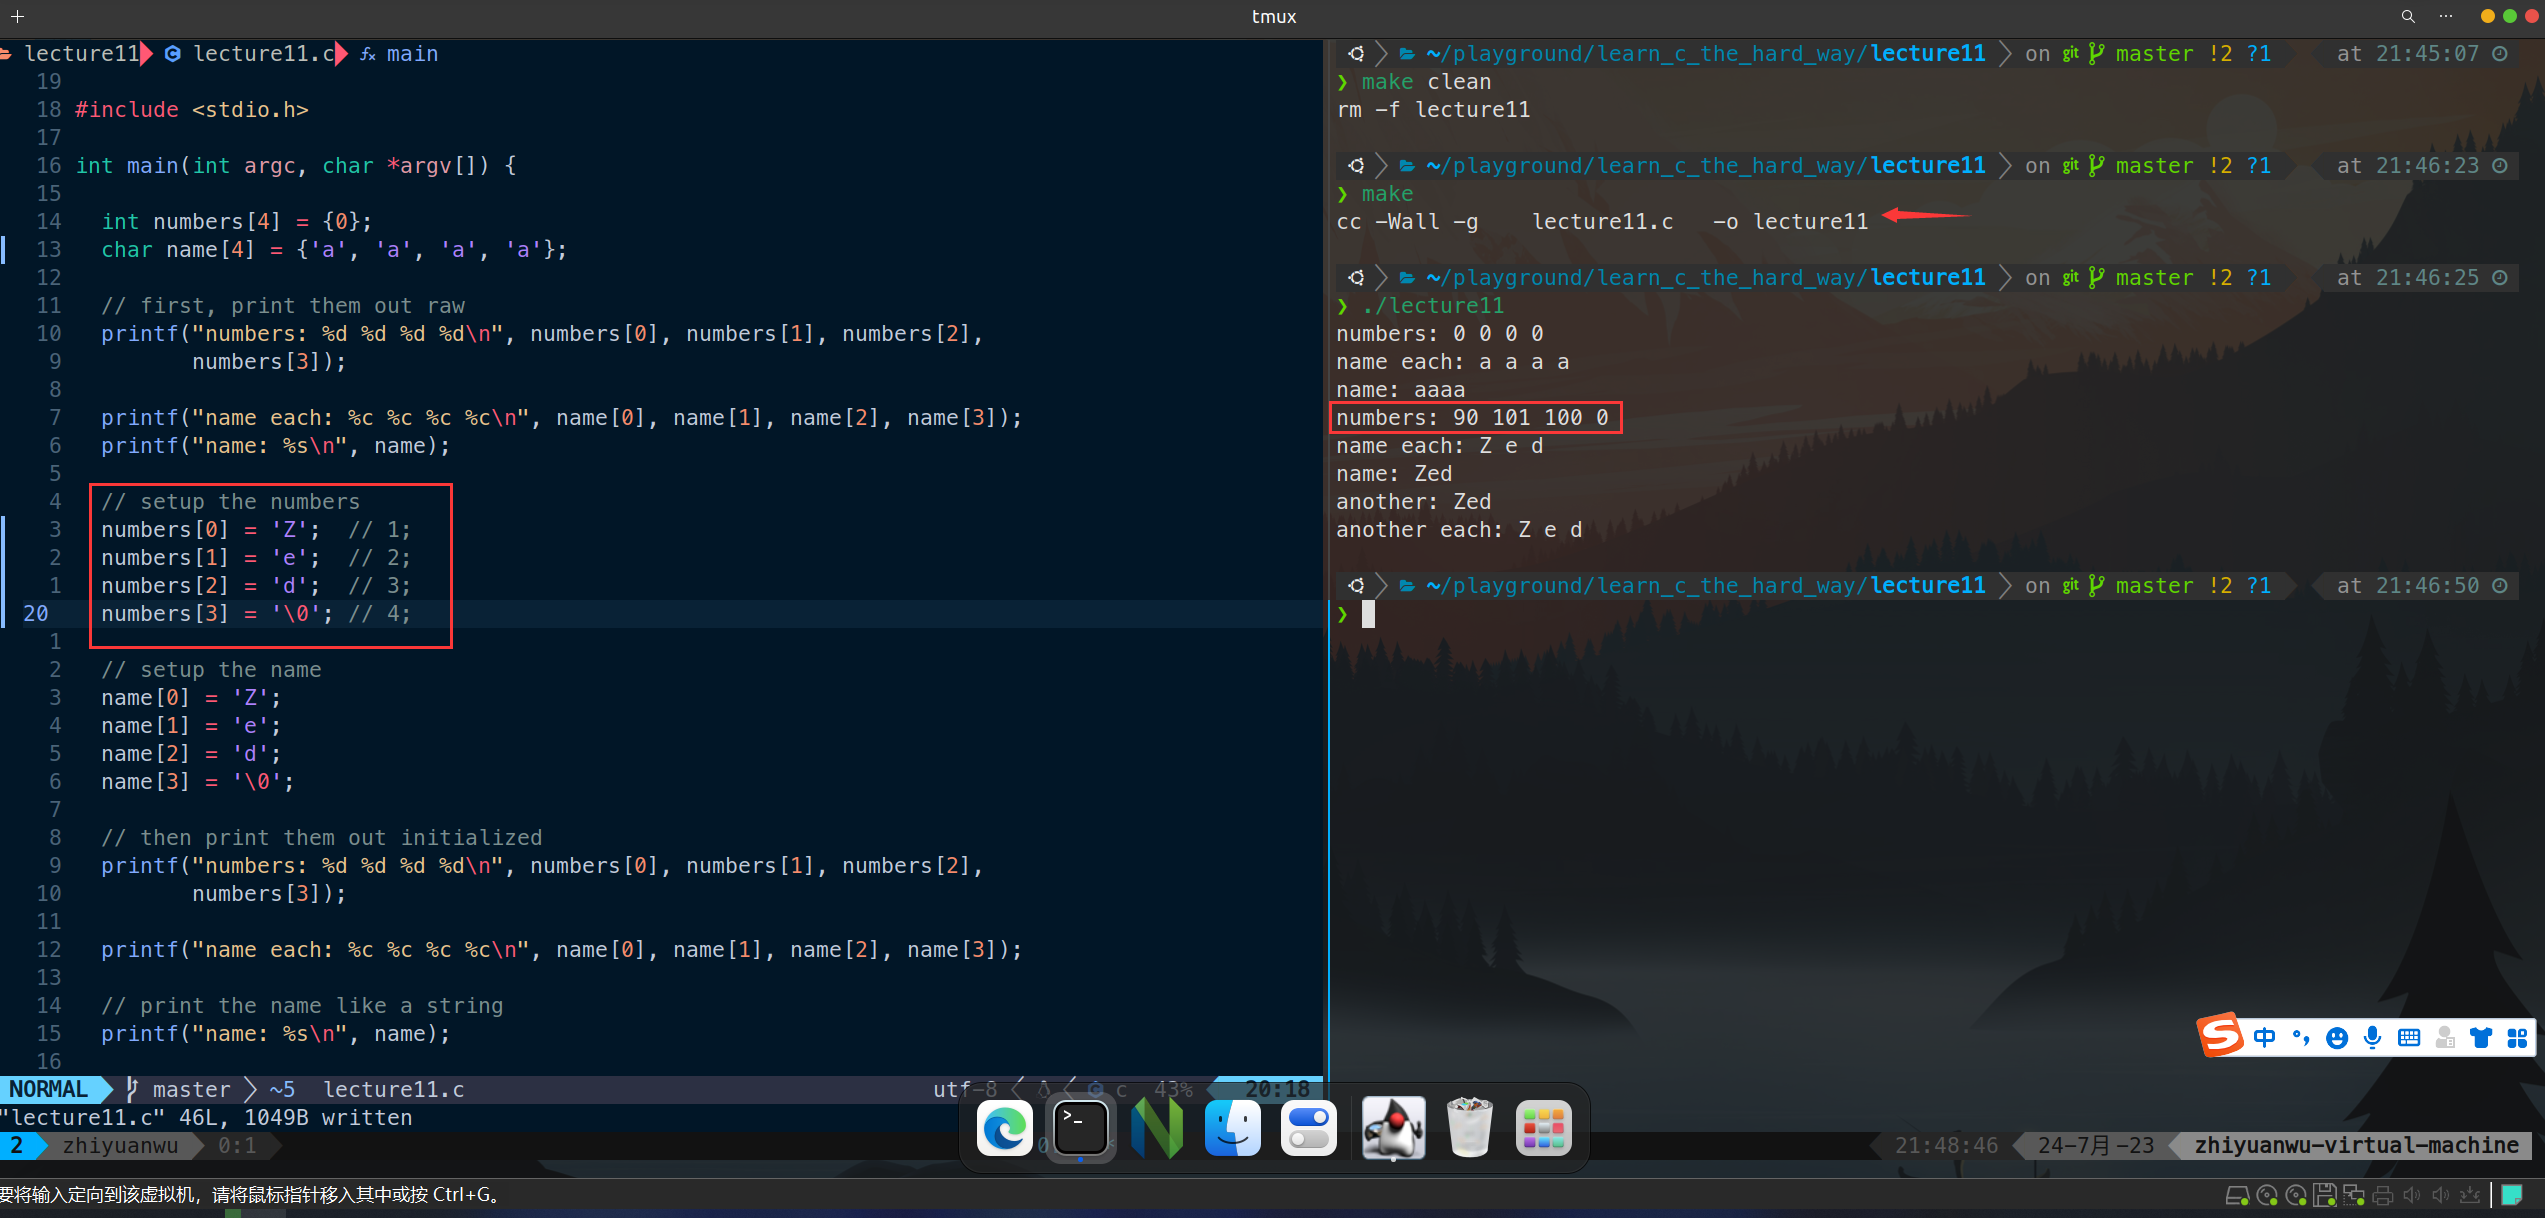 tmux
lecture11 lecture11.c main
19
18 #include <stdio.h>
17
16 int main(int argc, char *argv[]) {
15
14 int numbers[4] = {0};
13 char name[4] = {'a', 'a', 'a', 'a'};
12
11 // first, print them out raw
10 printf("numbers: %d %d %d %d\n", numbers[0], numbers[1], numbers[2],
9 numbers[3]);
8
7 printf("name each: %c %c %c %c\n", name[0], name[1], name[2], name[3]);
6 printf("name: %s\n", name);
5
4 // setup the numbers
3 numbers[0] = 'Z'; // 1;
2 numbers[1] = 'e'; // 2;
1 numbers[2] = 'd'; // 3;
20 numbers[3] = '\0'; // 4;
1
2 // setup the name
3 name[0] = 'Z';
4 name[1] = 'e';
5 name[2] = 'd';
6 name[3] = '\0';
7
8 // then print them out initialized
9 printf("numbers: %d %d %d %d\n", numbers[0], numbers[1], numbers[2],
10 numbers[3]);
11
12 printf("name each: %c %c %c %c\n", name[0], name[1], name[2], name[3]);
13
14 // print the name like a string
15 printf("name: %s\n", name);
16
NORMAL master ~5 lecture11.c utf-8 c 43% 20:18
"lecture11.c" 46L, 1049B written
2 zhiyuanwu 0:1
~/playground/learn_c_the_hard_way/lecture11 on git master !2 ?1 at 21:45:07
❯ make clean
rm -f lecture11
~/playground/learn_c_the_hard_way/lecture11 on git master !2 ?1 at 21:46:23
❯ make
cc -Wall -g lecture11.c -o lecture11
~/playground/learn_c_the_hard_way/lecture11 on git master !2 ?1 at 21:46:25
❯ ./lecture11
numbers: 0 0 0 0
name each: a a a a
name: aaaa
numbers: 90 101 100 0
name each: Z e d
name: Zed
another: Zed
another each: Z e d
~/playground/learn_c_the_hard_way/lecture11 on git master !2 ?1 at 21:46:50
❯
中
21:48:46 24-7月-23 zhiyuanwu-virtual-machine
要将输入定向到该虚拟机，请将鼠标指针移入其中或按 Ctrl+G。